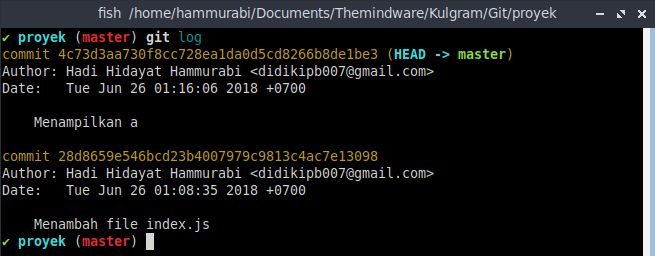 fish /home/hammurabi/Documents/Themindware/Kulgram/Git/proyek
✔ proyek (master) git log
commit 4c73d3aa730f8cc728ea1da0d5cd8266b8de1be3 (HEAD -> master)
Author: Hadi Hidayat Hammurabi <didikipb007@gmail.com>
Date:   Tue Jun 26 01:16:06 2018 +0700
    Menampilkan a
commit 28d8659e546bcd23b4007979c9813c4ac7e13098
Author: Hadi Hidayat Hammurabi <didikipb007@gmail.com>
Date:   Tue Jun 26 01:08:35 2018 +0700
    Menambah file index.js
✔ proyek (master)